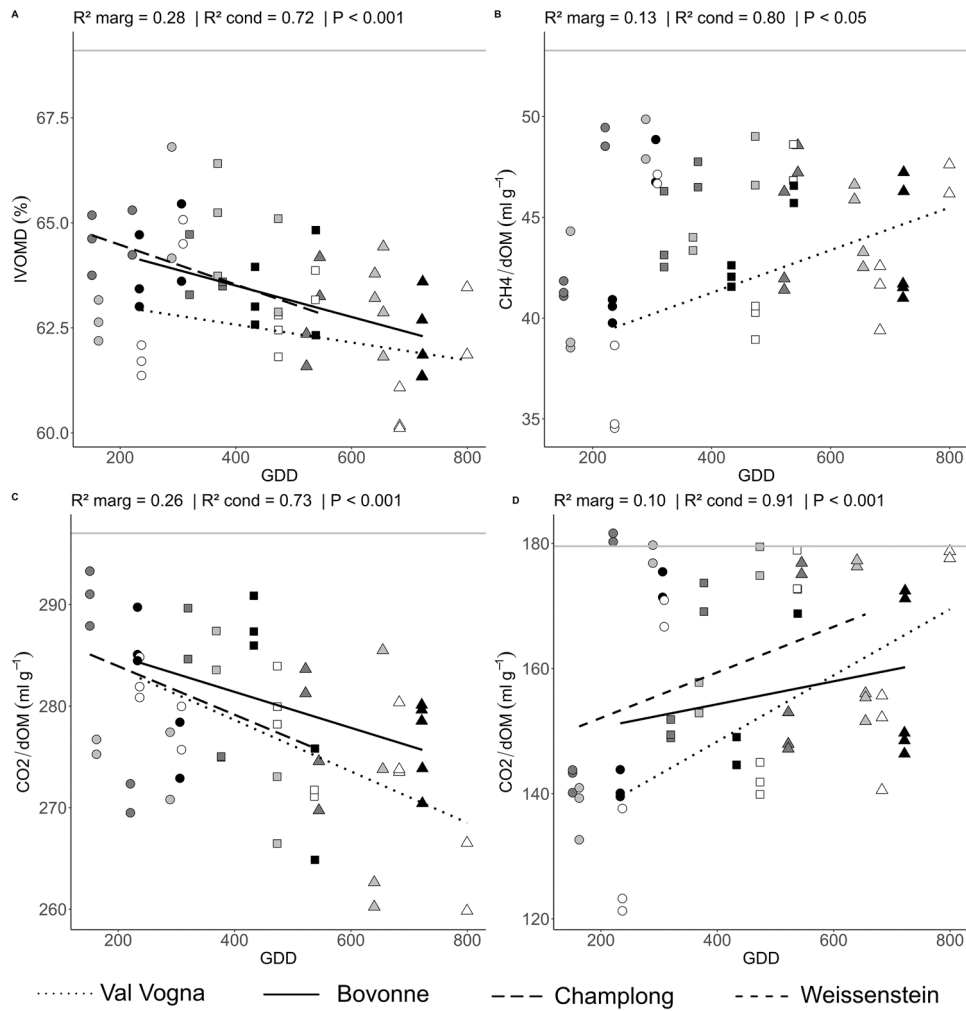 A R² marg = 0.28 | R² cond = 0.72 | P < 0.001
IVOMD (%)
67.5
65.0
62.5
60.0
200 400 600 800
GDD
B R² marg = 0.13 | R² cond = 0.80 | P < 0.05
CH4/dOM (ml g⁻¹)
50
45
40
35
200 400 600 800
GDD
C R² marg = 0.26 | R² cond = 0.73 | P < 0.001
CO2/dOM (ml g⁻¹)
290
280
270
260
200 400 600 800
GDD
D R² marg = 0.10 | R² cond = 0.91 | P < 0.001
CO2/dOM (ml g⁻¹)
180
160
140
120
200 400 600 800
GDD
Val Vogna Bovonne Champlong Weissenstein